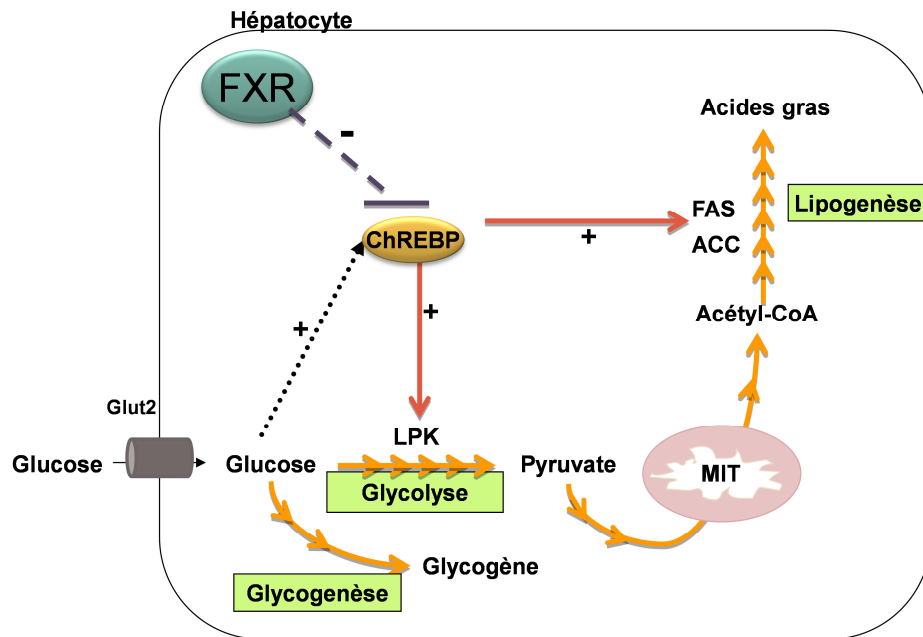 Hépatocyte
FXR
-
Acides gras
FAS
Lipogenèse
ChREBP
+
ACC
+
+
Acétyl-CoA
Glut2
LPK
Glucose
Glucose
Pyruvate
MIT
Glycolyse
Glycogène
Glycogenèse